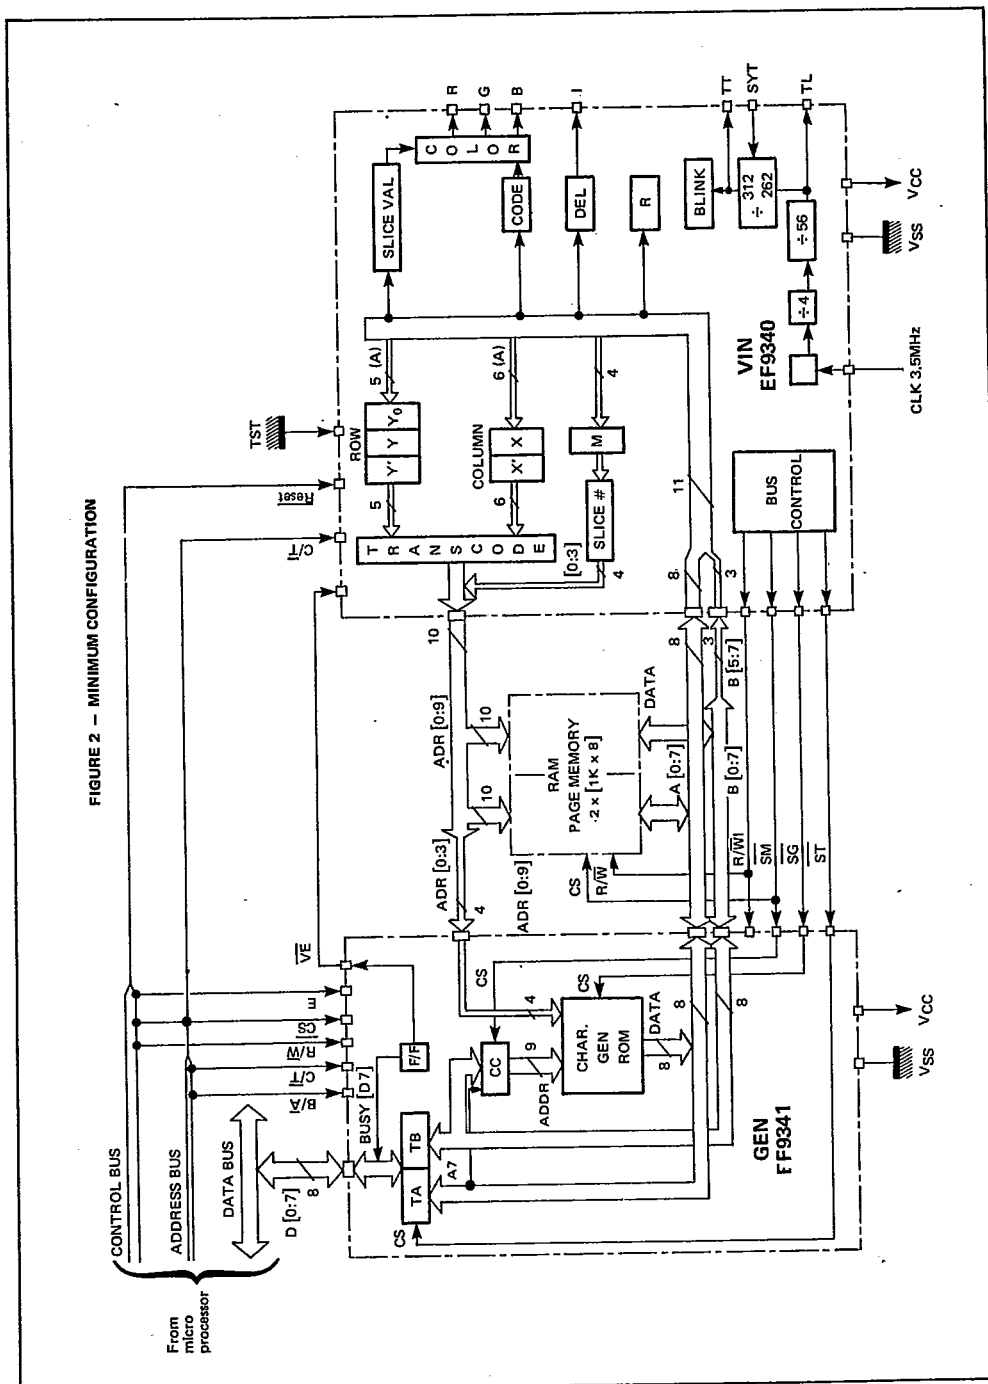 FIGURE 2 – MINIMUM CONFIGURATION
From
micro
processor
CONTROL BUS
ADDRESS BUS
DATA BUS
D [0:7]
8
B/A
C/T
R/W
CS
E
VE
C/T
Reset
TST
BUSY [D7]
F/F
CS
TA
TB
A7
CC
CS
9
ADDR
4
CHAR.
GEN
ROM
CS
DATA
8
8
8
GEN
EF9341
VSS
VCC
ADR [0:3]
4
ADR [0:9]
ADR [0:9]
10
10
10
CS
R/W
RAM
PAGE MEMORY
2 x [1K x 8]
DATA
A [0:7]
B [0:7]
B [5:7]
8
3
R/WI
SM
SG
ST
TRANSCODE
[0:3]
4
ROW
5
Y'
Y
Y0
5 (A)
COLUMN
6
X'
X
6 (A)
SLICE #
M
4
8
3
11
SLICE VAL
COLOR
R
G
B
CODE
DEL
I
R
BLINK
TT
÷ 312
262
SYT
÷56
TL
÷4
CLK 3,5MHz
VIN
EF9340
BUS
CONTROL
VSS
VCC